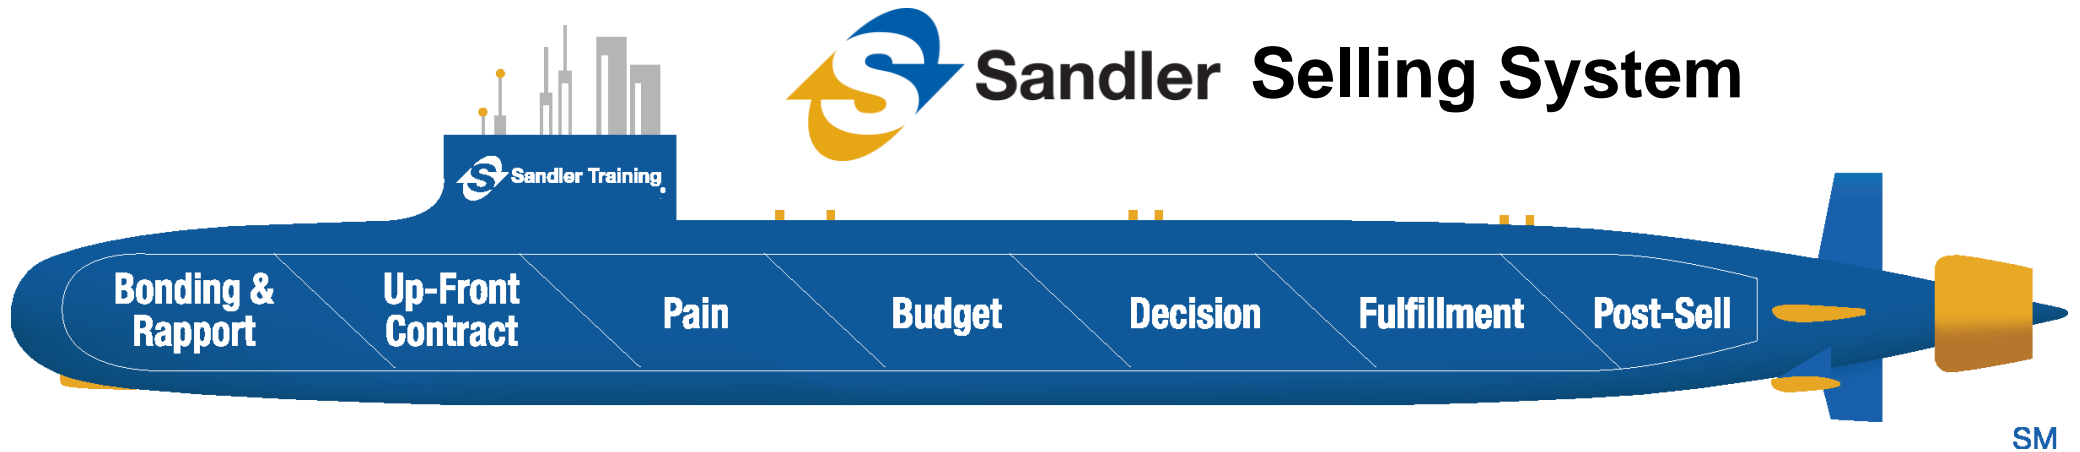 Sandler Selling System
Sandler Training
Bonding &
Rapport
Up-Front
Contract
Pain
Budget
Decision
Fulfillment
Post-Sell
SM